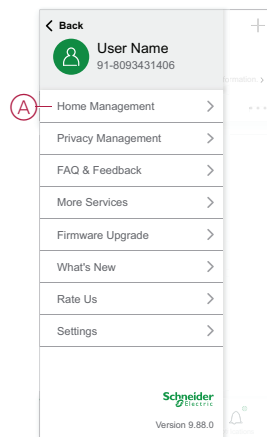 Back
User Name
91-8093431406
A
Home Management
Privacy Management
FAQ & Feedback
More Services
Firmware Upgrade
What's New
Rate Us
Settings
Schneider
Electric
Version 9.88.0